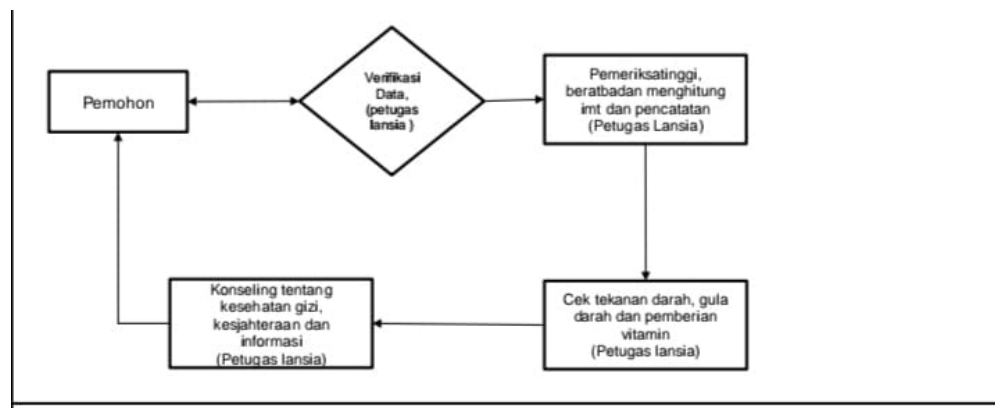 Pemohon
Verifikasi
Data,
(petugas
lansia )
Pemeriksatinggi,
beratbadan menghitung
imt dan pencatatan
(Petugas Lansia)
Cek tekanan darah, gula
darah dan pemberian
vitamin
(Petugas lansia)
Konseling tentang
kesehatan gizi,
kesjahteraan dan
informasi
(Petugas lansia)